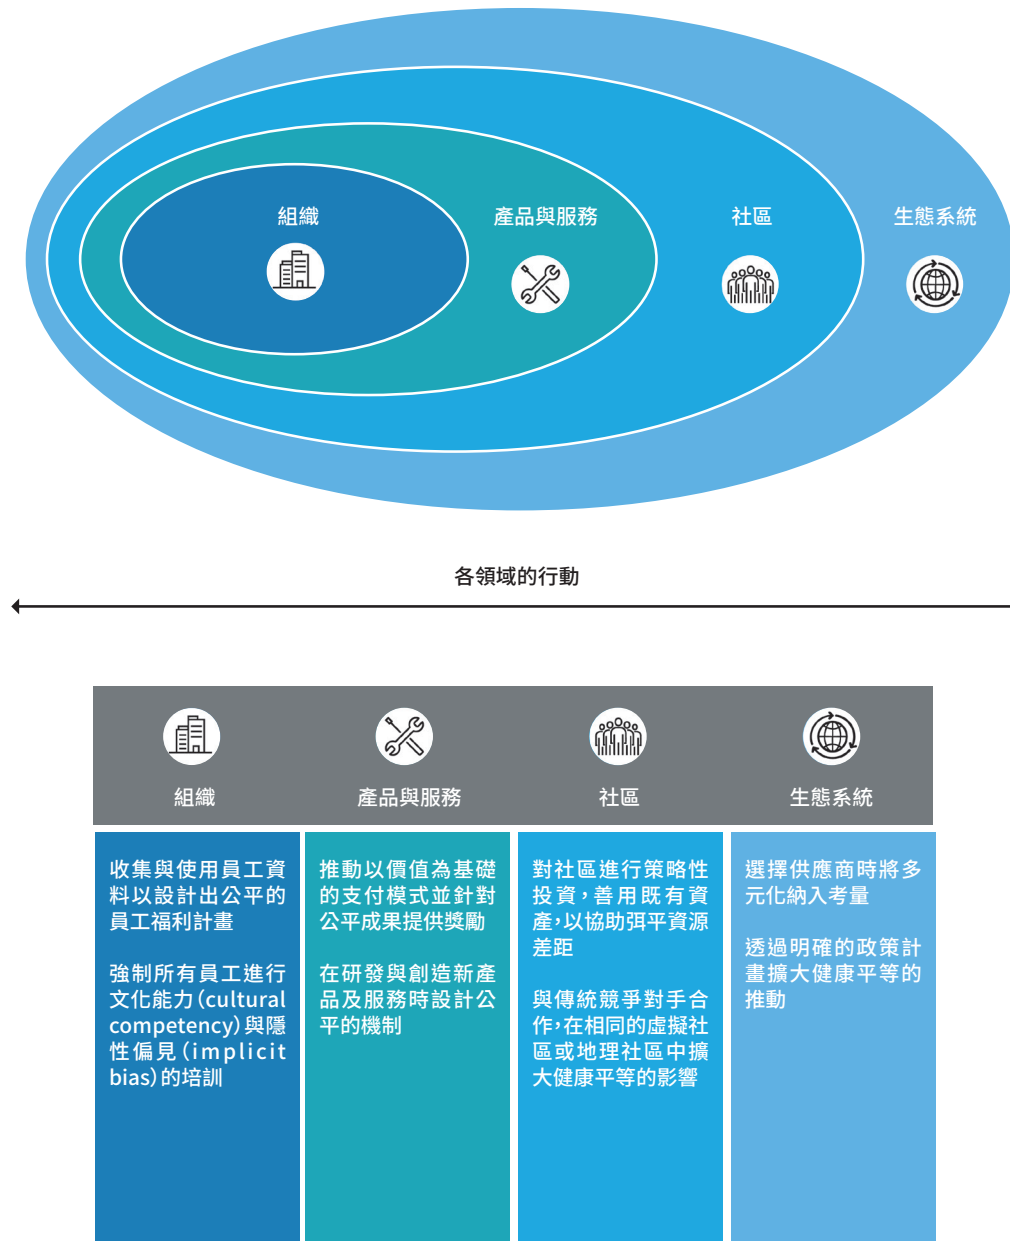 組織
產品與服務
社區
生態系統
各領域的行動
組織
產品與服務
社區
生態系統
收集與使用員工資
料以設計出公平的
員工福利計畫
強制所有員工進行
文化能力（cultural
competency）與隱
性偏見（implicit
bias）的培訓
推動以價值為基礎
的支付模式並針對
公平成果提供獎勵
在研發與創造新產
品及服務時設計公
平的機制
對社區進行策略性
投資，善用既有資
產，以協助弭平資源
差距
與傳統競爭對手合
作，在相同的虛擬社
區或地理社區中擴
大健康平等的影響
選擇供應商時將多
元化納入考量
透過明確的政策計
畫擴大健康平等的
推動